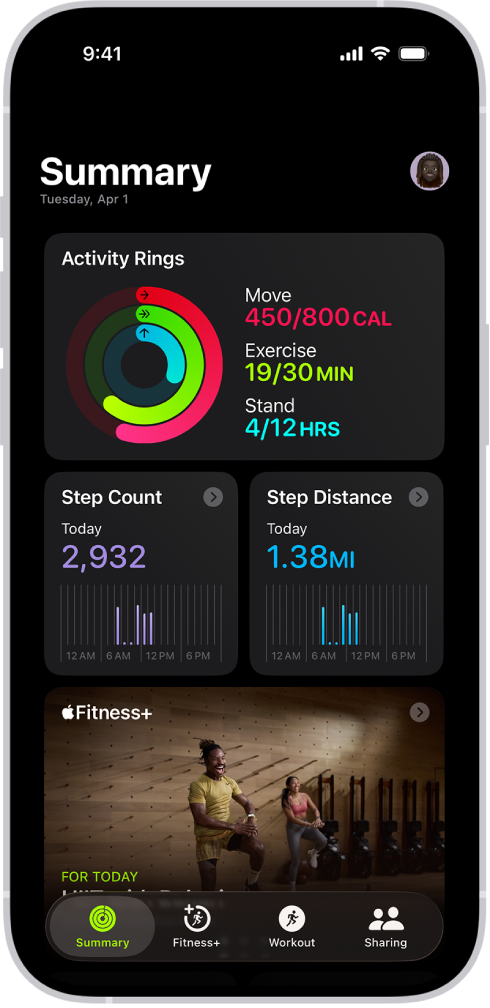 9:41
Summary
Tuesday, Apr 1
Activity Rings
Move
450/800 CAL
Exercise
19/30 MIN
Stand
4/12 HRS
Step Count
Today
2,932
12 AM 6 AM 12 PM 6 PM
Step Distance
Today
1.38 MI
12 AM 6 AM 12 PM 6 PM
Fitness+
FOR TODAY
Summary
Fitness+
Workout
Sharing